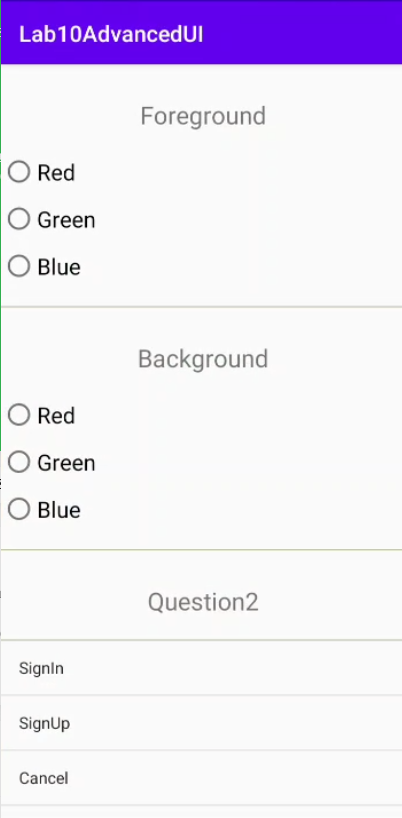 Lab10AdvancedUI
Foreground
Red
Green
Blue
Background
Red
Green
Blue
Question2
SignIn
SignUp
Cancel